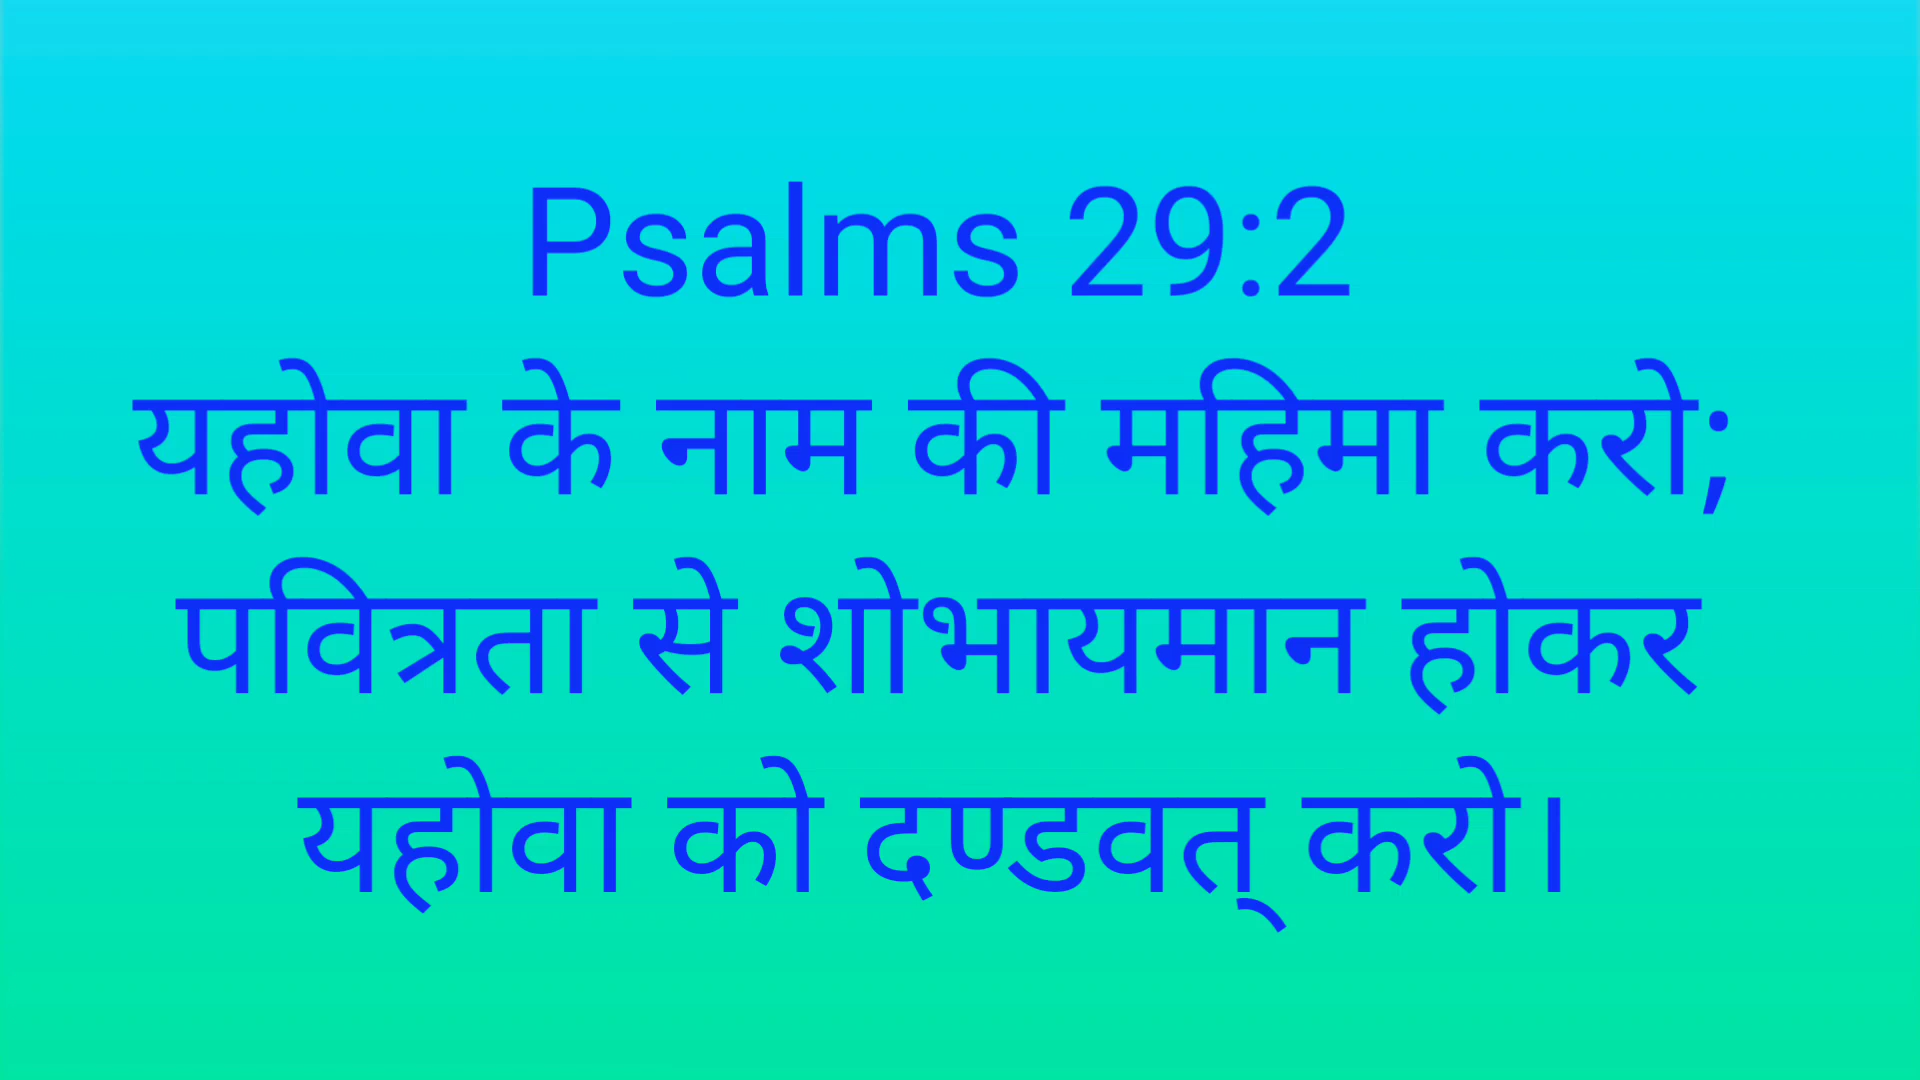 Psalms 29:2
यहोवा के नाम की महिमा करो;
पवित्रता से शोभायमान होकर
यहोवा को दण्डवत् करो।